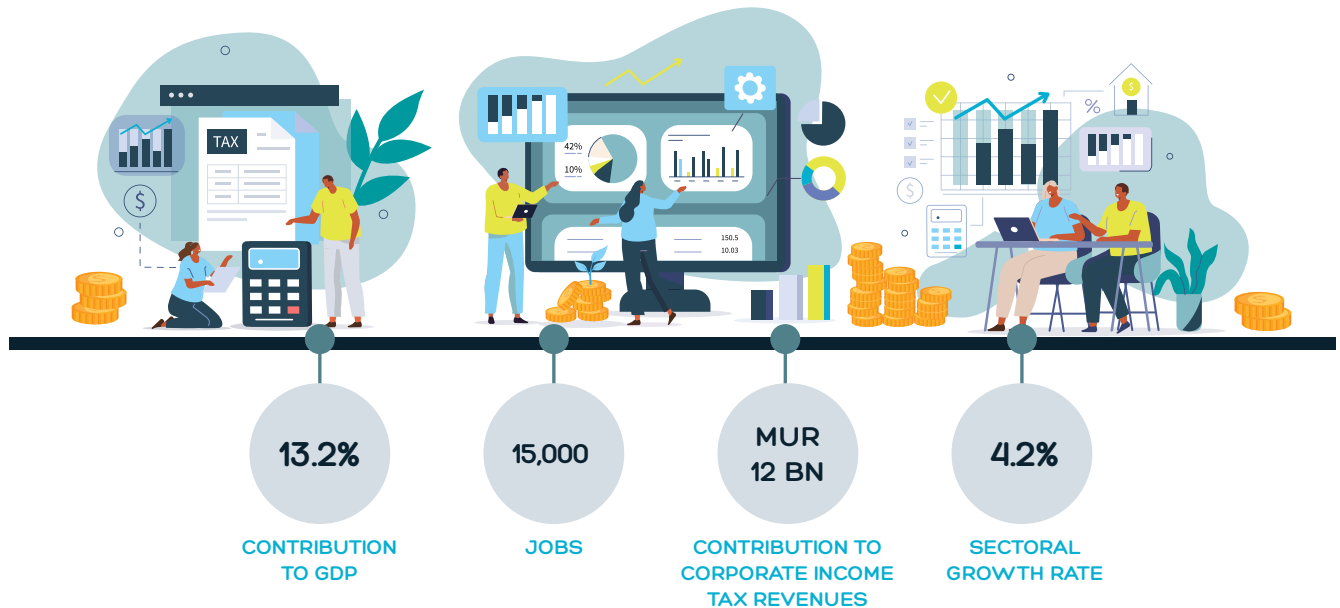 TAX
$
42%
10%
150.5
10.03
%
$
$
13.2%
CONTRIBUTION
TO GDP
15,000
JOBS
MUR
12 BN
CONTRIBUTION TO
CORPORATE INCOME
TAX REVENUES
4.2%
SECTORAL
GROWTH RATE